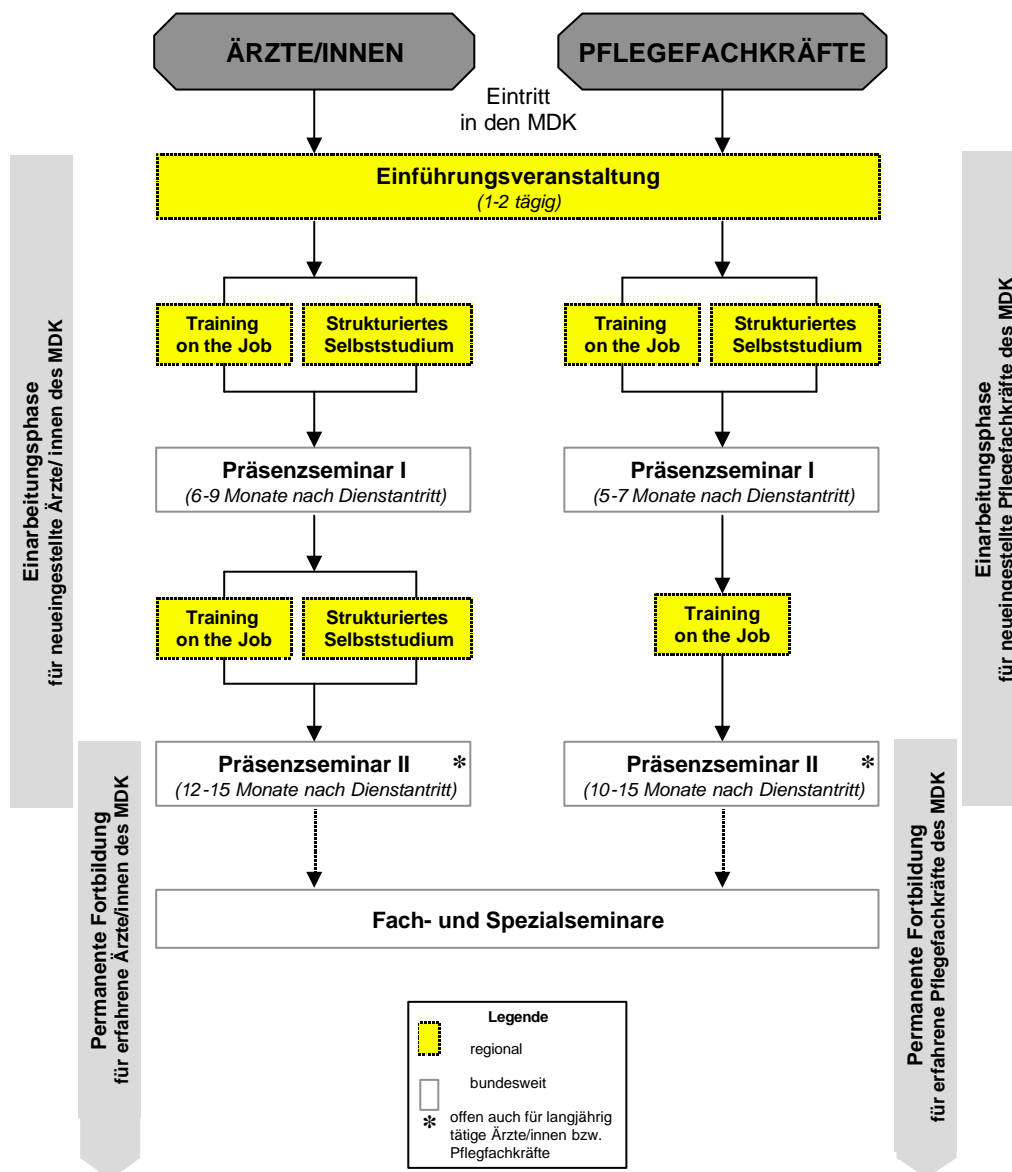 ÄRZTE/INNEN
PFLEGEFACHKRÄFTE
Eintritt
in den MDK
Einführungsveranstaltung
(1-2 tägig)
Training
on the Job
Strukturiertes
Selbststudium
Training
on the Job
Strukturiertes
Selbststudium
Präsenzseminar I
(6-9 Monate nach Dienstantritt)
Präsenzseminar I
(5-7 Monate nach Dienstantritt)
Training
on the Job
Strukturiertes
Selbststudium
Training
on the Job
Präsenzseminar II *
(12-15 Monate nach Dienstantritt)
Präsenzseminar II *
(10-15 Monate nach Dienstantritt)
Fach- und Spezialseminare
Einarbeitungsphase
für neueingestellte Ärzte/ innen des MDK
Permanente Fortbildung
für erfahrene Ärzte/innen des MDK
Einarbeitungsphase
für neueingestellte Pflegefachkräfte des MDK
Permanente Fortbildung
für erfahrene Pflegefachkräfte des MDK
Legende
regional
bundesweit
* offen auch für langjährig
tätige Ärzte/innen bzw.
Pflegfachkräfte